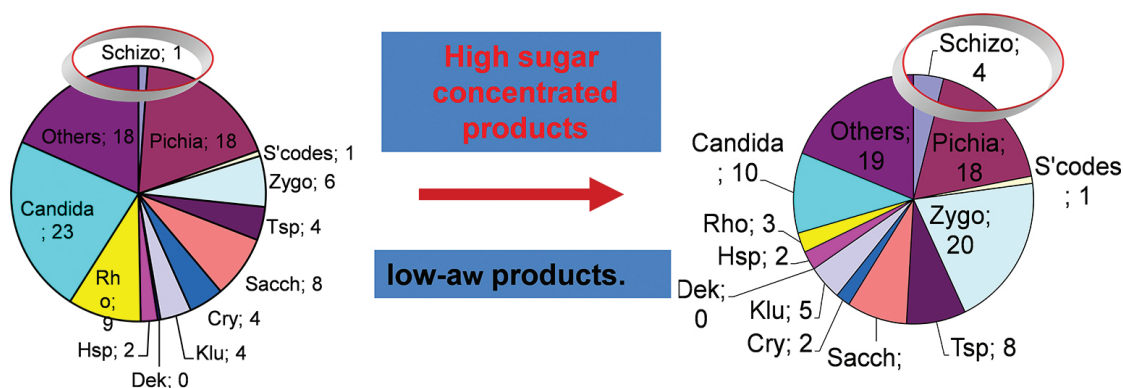 Schizo; 1
Others; 18
Pichia; 18
S'codes; 1
Zygo; 6
Candida
; 23
Tsp; 4
Rh
o;
9
Sacch; 8
Cry; 4
Hsp; 2
Klu; 4
Dek; 0
High sugar
concentrated
products
low-aw products.
Schizo;
4
Others;
19
Pichia;
18
Candida
; 10
S'codes
; 1
Zygo;
20
Rho; 3
Hsp; 2
Dek;
0
Klu; 5
Cry; 2
Sacch;
Tsp; 8